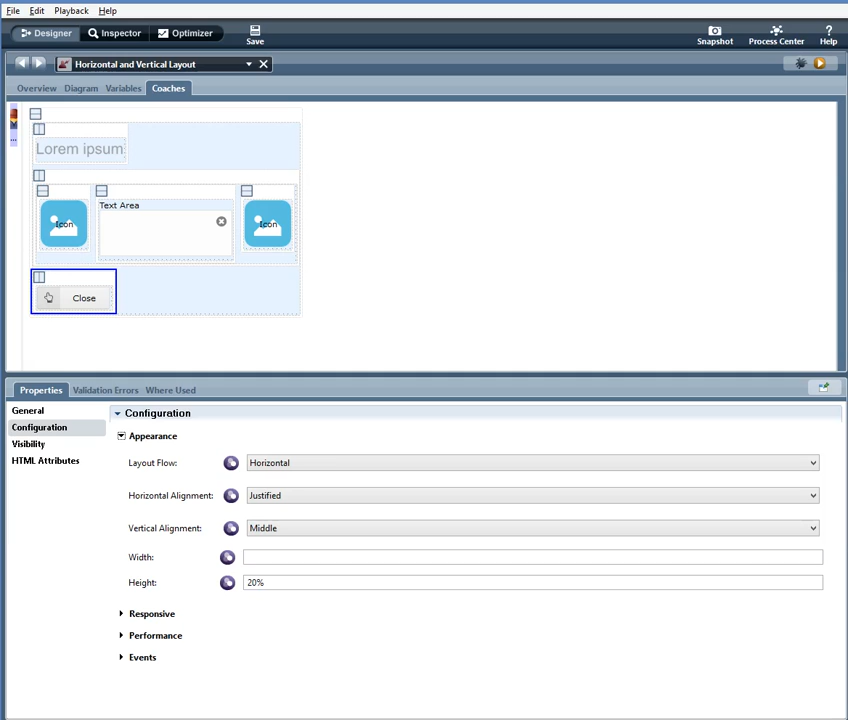 File Edit Playback Help
Designer Inspector Optimizer Save Snapshot Process Center Help
Horizontal and Vertical Layout
Overview Diagram Variables Coaches
Lorem ipsum
Text Area
Icon Icon
Close
Properties Validation Errors Where Used
General
Configuration
Visibility
HTML Attributes
Configuration
Appearance
Layout Flow: Horizontal
Horizontal Alignment: Justified
Vertical Alignment: Middle
Width:
Height: 20%
Responsive
Performance
Events